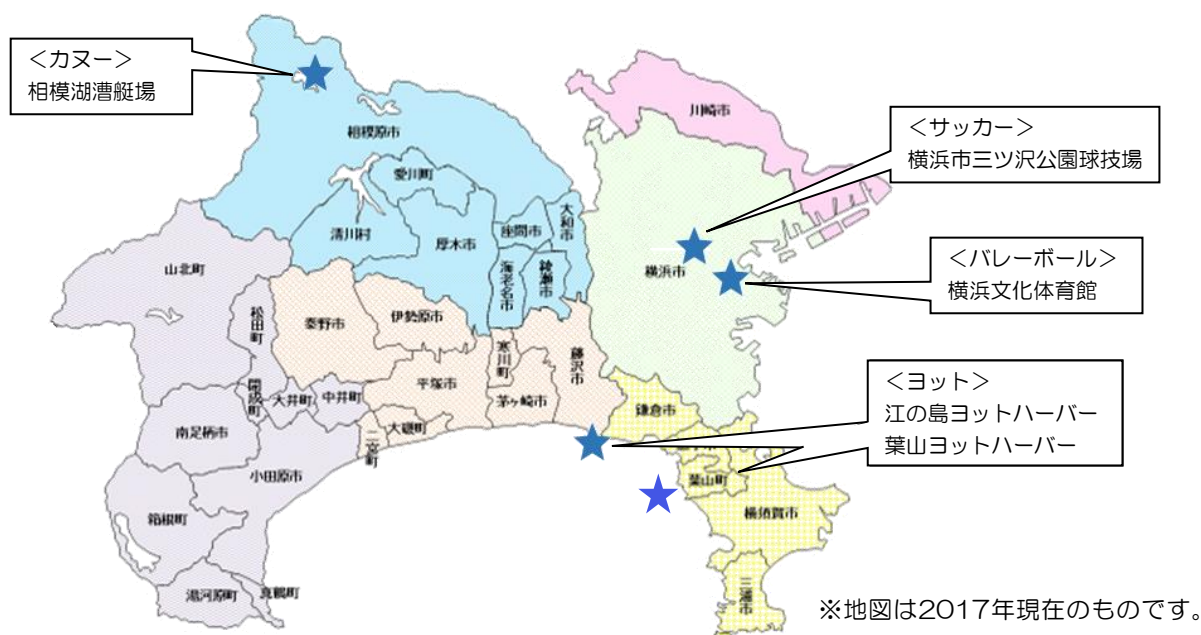 ＜カヌー＞
相模湖漕艇場
川崎市
相模原市
＜サッカー＞
横浜市三ツ沢公園球技場
愛川町
大和市
座間市
清川村
厚木市
海老名市
綾瀬市
横浜市
山北町
＜バレーボール＞
横浜文化体育館
松田町
秦野市
伊勢原市
寒川町
藤沢市
平塚市
茅ヶ崎市
開成町
大井町
中井町
大磯町
二宮町
鎌倉市
＜ヨット＞
江の島ヨットハーバー
葉山ヨットハーバー
南足柄市
小田原市
葉山町
箱根町
横須賀市
湯河原町
真鶴町
三浦市
※地図は2017年現在のものです。